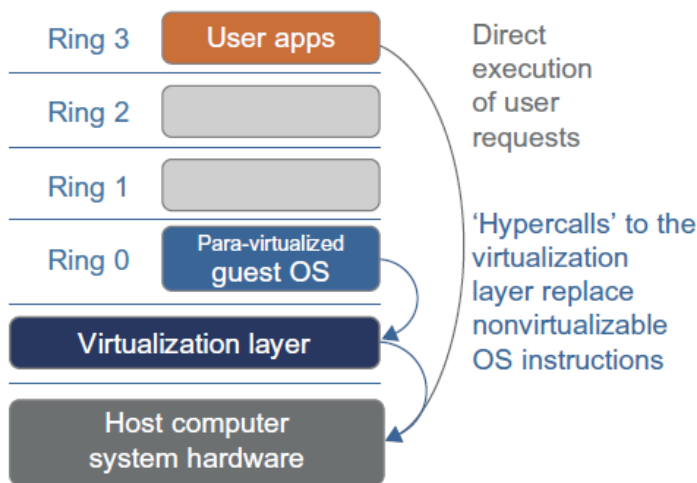 Ring 3
User apps
Direct
execution
of user
requests
Ring 2
Ring 1
Ring 0
Para-virtualized
guest OS
'Hypercalls' to the
virtualization
layer replace
nonvirtualizable
OS instructions
Virtualization layer
Host computer
system hardware